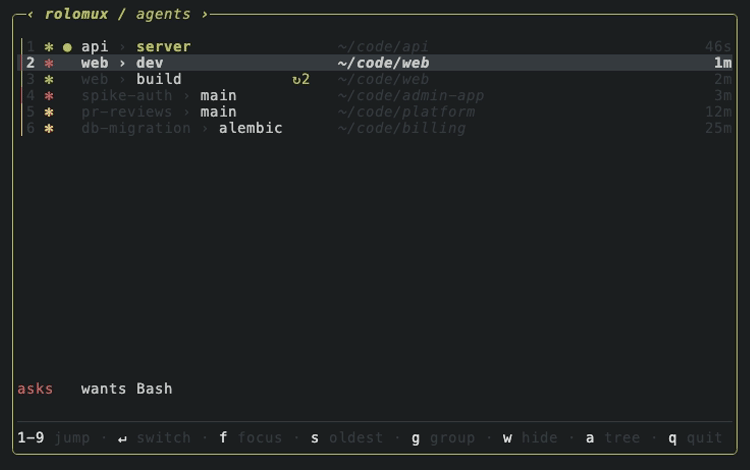 ‹ rolomux / agents ›
1 * ● api › server ~/code/api 46s
2 * web › dev ~/code/web 1m
3 * web › build ↻2 ~/code/web 2m
4 * spike-auth › main ~/code/admin-app 3m
5 * pr-reviews › main ~/code/platform 12m
6 * db-migration › alembic ~/code/billing 25m
asks wants Bash
1-9 jump · ↵ switch · f focus · s oldest · g group · w hide · a tree · q quit